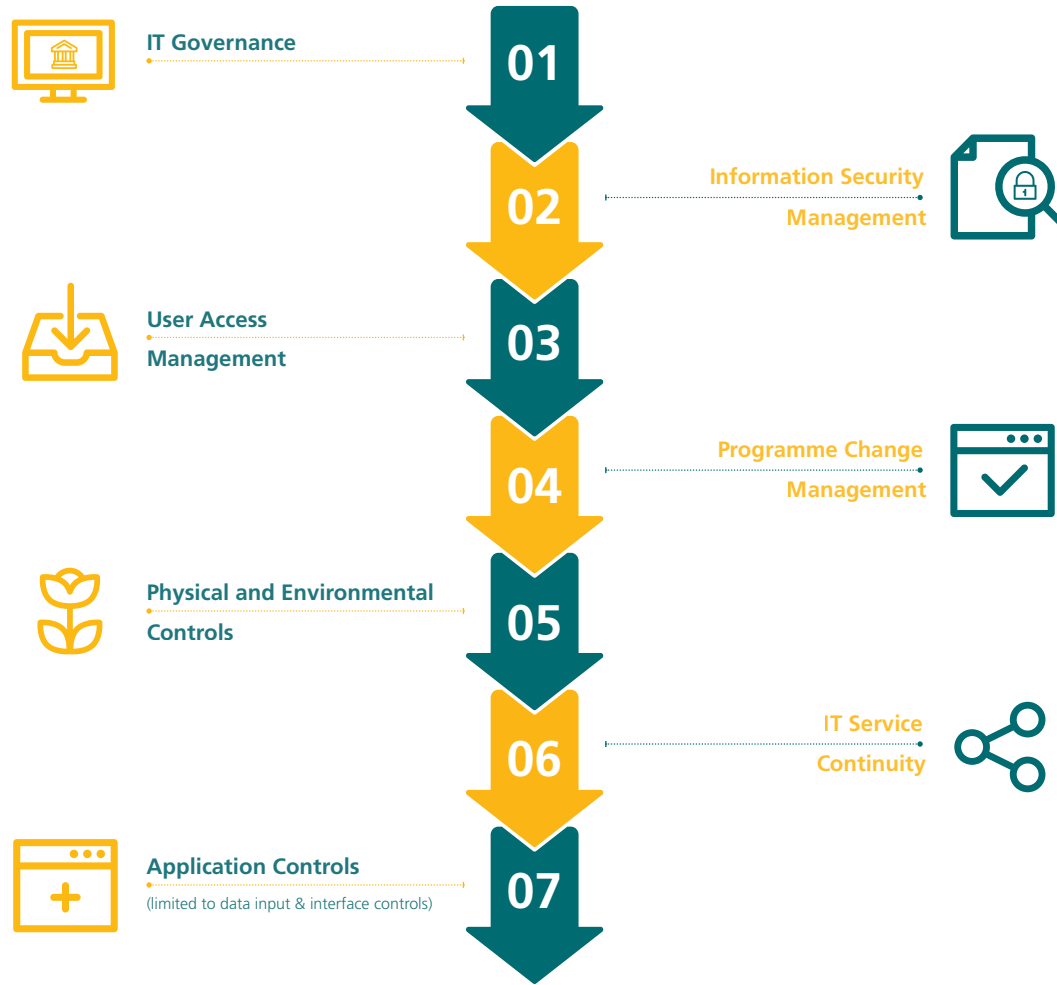 IT Governance
01
02
Information Security
Management
User Access
Management
03
04
Programme Change
Management
Physical and Environmental
Controls
05
06
IT Service
Continuity
Application Controls
(limited to data input & interface controls)
07